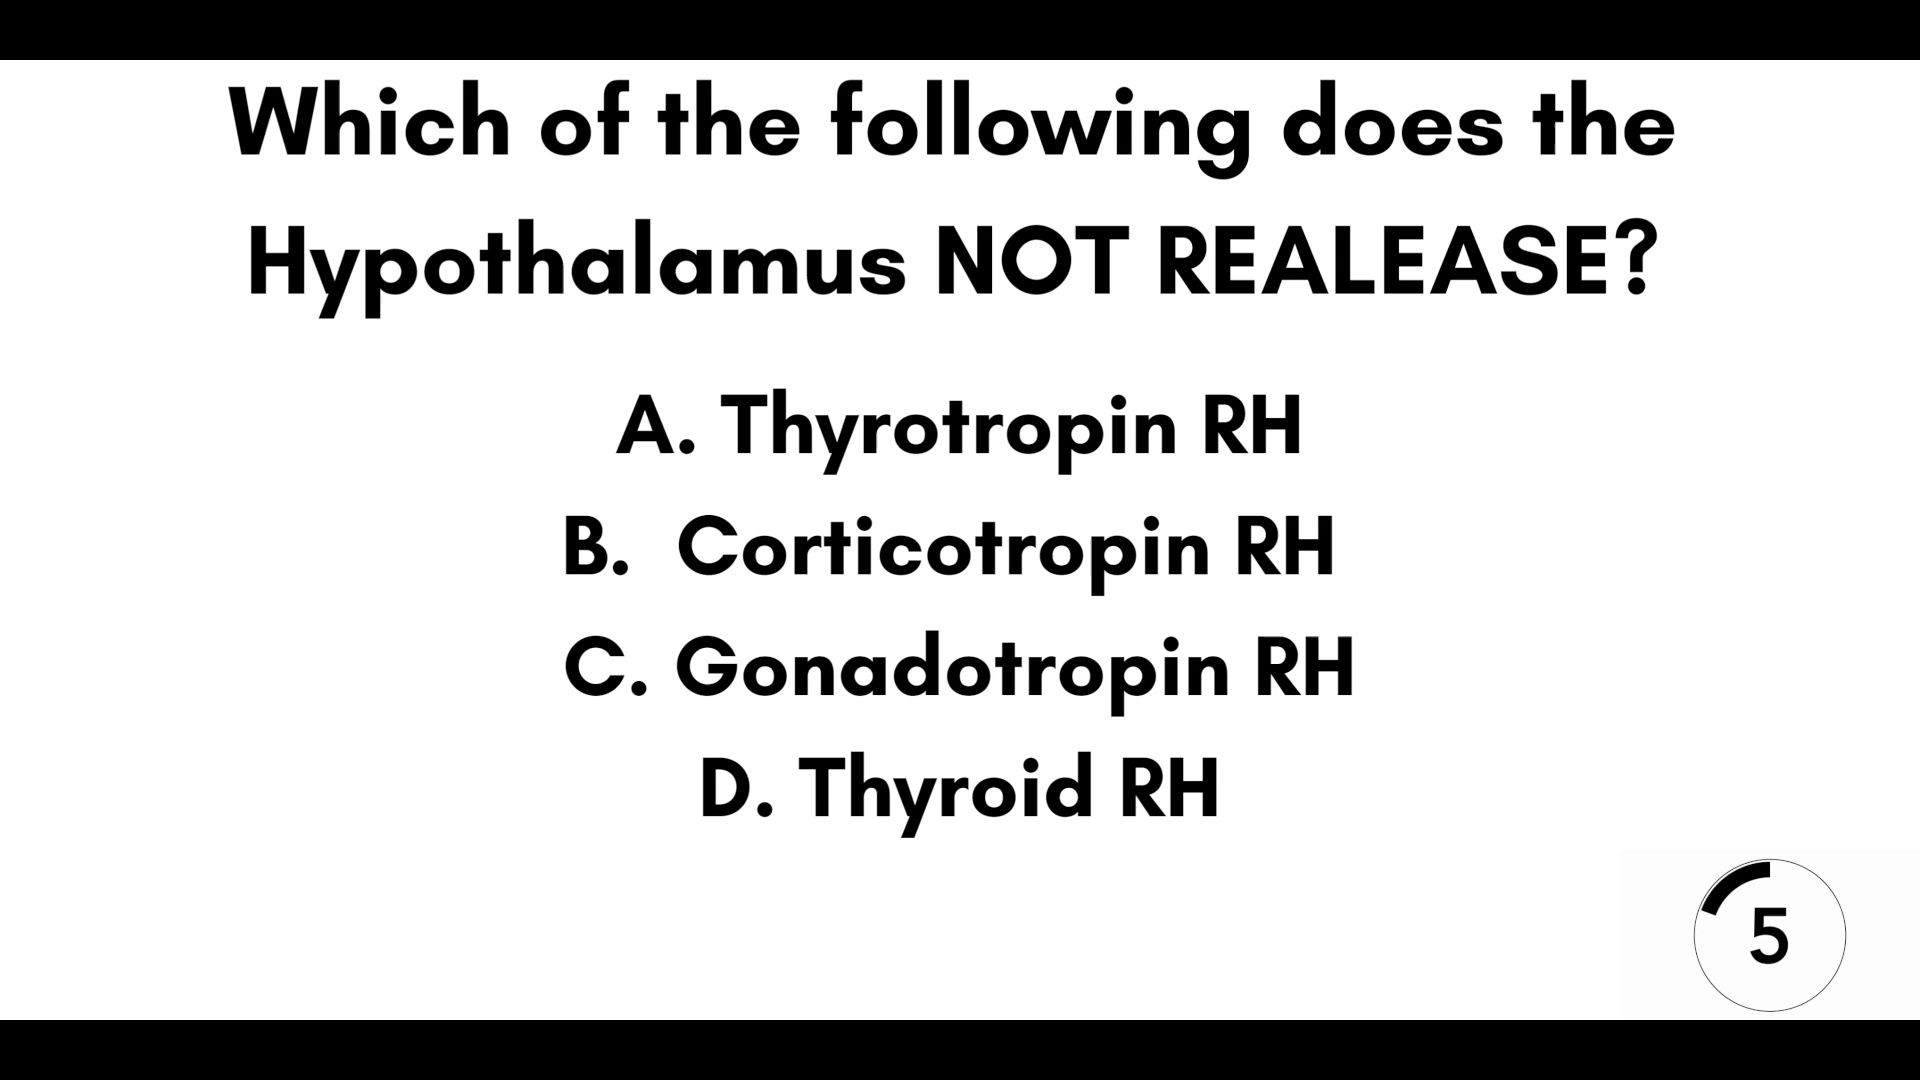 Which of the following does the
Hypothalamus NOT REALEASE?
A. Thyrotropin RH
B. Corticotropin RH
C. Gonadotropin RH
D. Thyroid RH
5